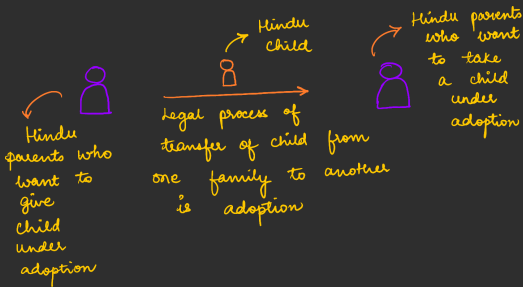 Hindu
parents who
want to
give
child
under
adoption
Hindu
child
Legal process of
transfer of child from
one family to another
is adoption
Hindu parents
who want
to take
a child
under
adoption